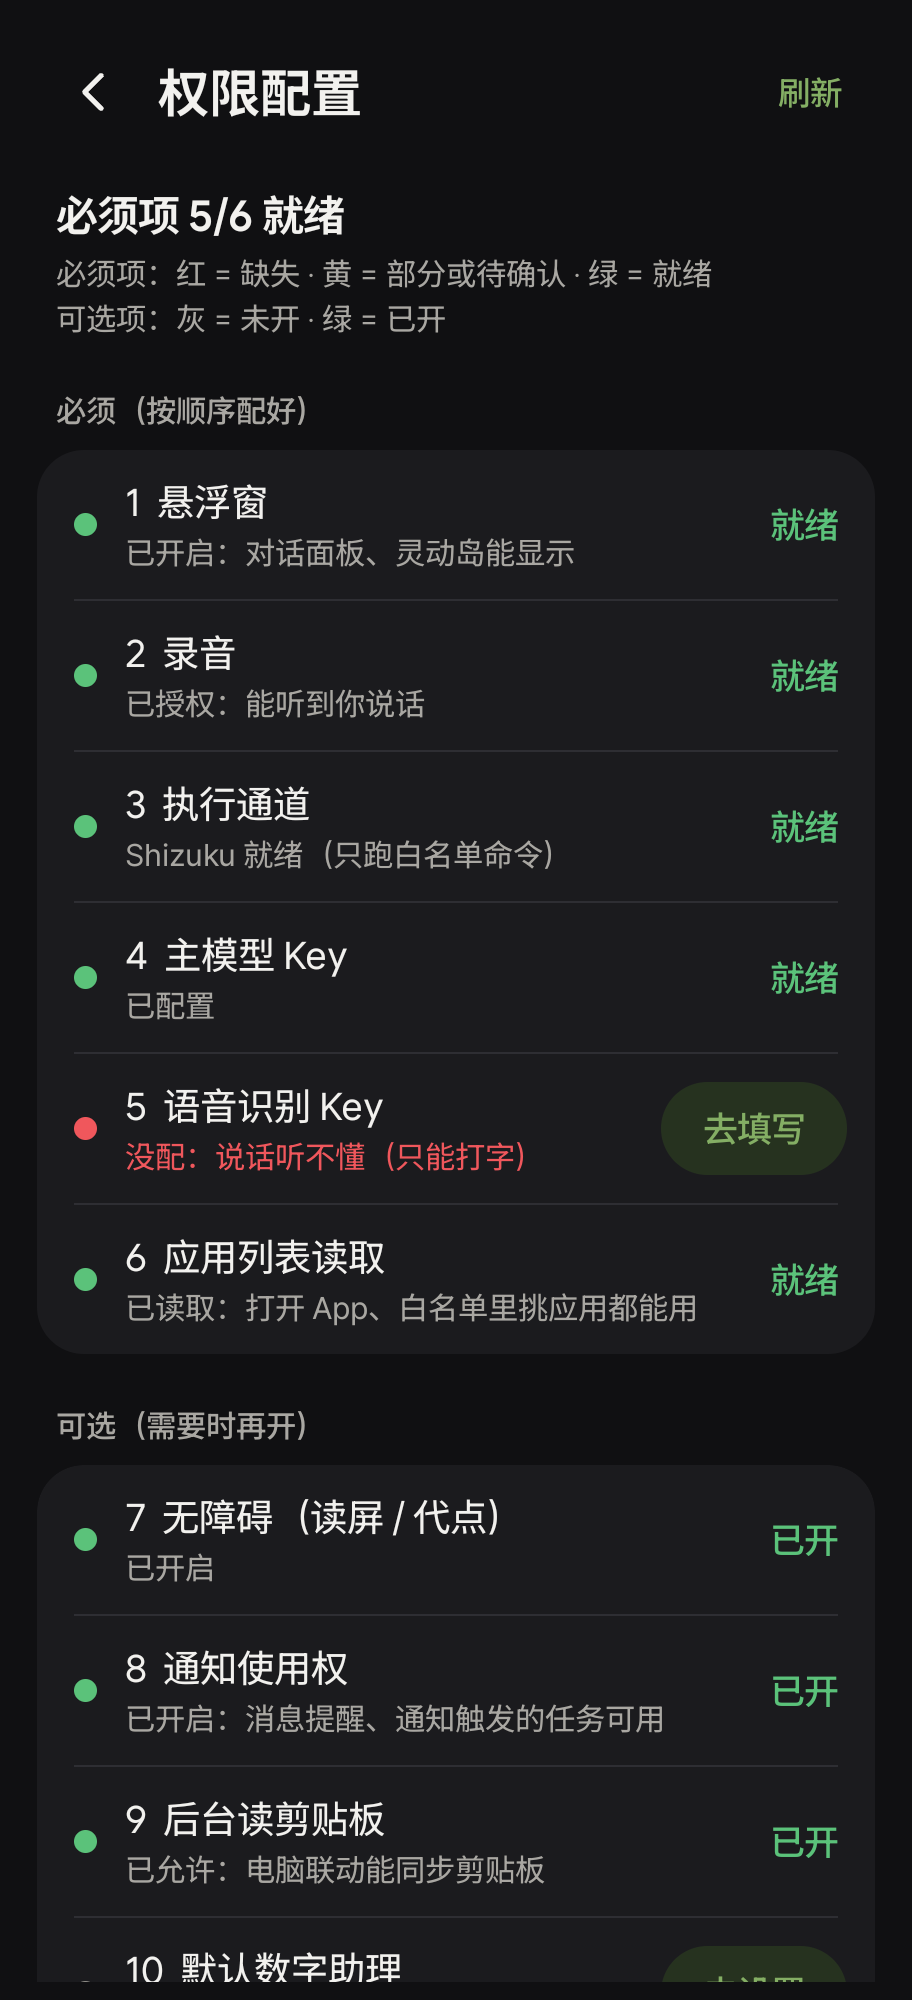 权限配置
刷新
必须项 5/6 就绪
必须项：红 = 缺失 · 黄 = 部分或待确认 · 绿 = 就绪
可选项：灰 = 未开 · 绿 = 已开
必须（按顺序配好）
1 悬浮窗
已开启：对话面板、灵动岛能显示
就绪
2 录音
已授权：能听到你说话
就绪
3 执行通道
Shizuku 就绪（只跑白名单命令）
就绪
4 主模型 Key
已配置
就绪
5 语音识别 Key
没配：说话听不懂（只能打字）
去填写
6 应用列表读取
已读取：打开 App、白名单里挑应用都能用
就绪
可选（需要时再开）
7 无障碍（读屏 / 代点）
已开启
已开
8 通知使用权
已开启：消息提醒、通知触发的任务可用
已开
9 后台读剪贴板
已允许：电脑联动能同步剪贴板
已开
10 默认数字助理